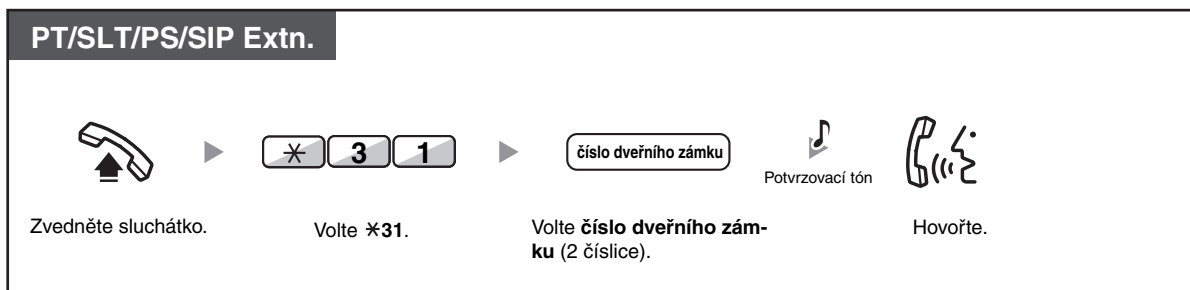 PT/SLT/PS/SIP Extn.
✳ 3 1
číslo dveřního zámku
Potvrzovací tón
Zvedněte sluchátko.
Volte ✳31.
Volte číslo dveřního zám-
ku (2 číslice).
Hovořte.